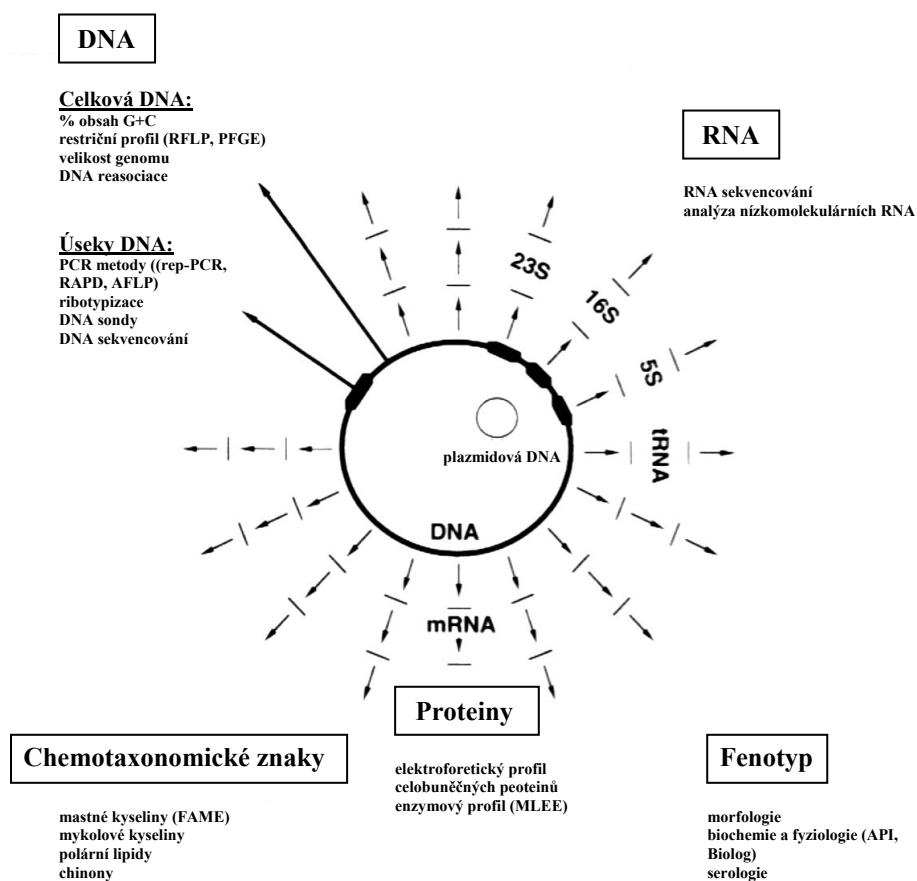 DNA
Celková DNA:
% obsah G+C
restriční profil (RFLP, PFGE)
velikost genomu
DNA reasociace
Úseky DNA:
PCR metody ((rep-PCR,
RAPD, AFLP)
ribotypizace
DNA sondy
DNA sekvencování
RNA
RNA sekvencování
analýza nízkomolekulárních RNA
23S
16S
5S
tRNA
plazmidová DNA
DNA
mRNA
Proteiny
elektroforetický profil
celobuněčných peoteinů
enzymový profil (MLEE)
Chemotaxonomické znaky
mastné kyseliny (FAME)
mykolové kyseliny
polární lipidy
chinony
Fenotyp
morfologie
biochemie a fyziologie (API,
Biolog)
serologie